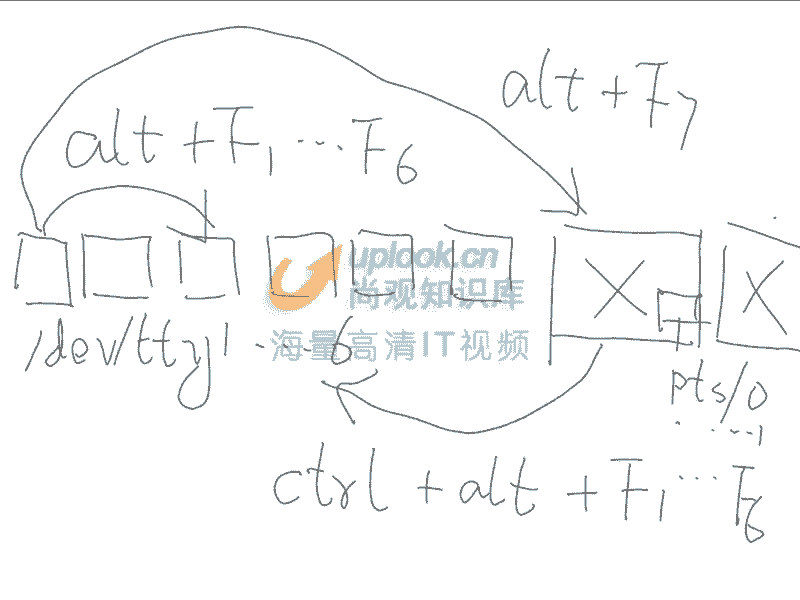 alt + F7
alt + F1 ... F6
X
X
uplook.cn
尚观知识库
海量高清IT视频
/dev/tty1 ..... 6
pts/0
.....1
ctrl + alt + F1 ... F6